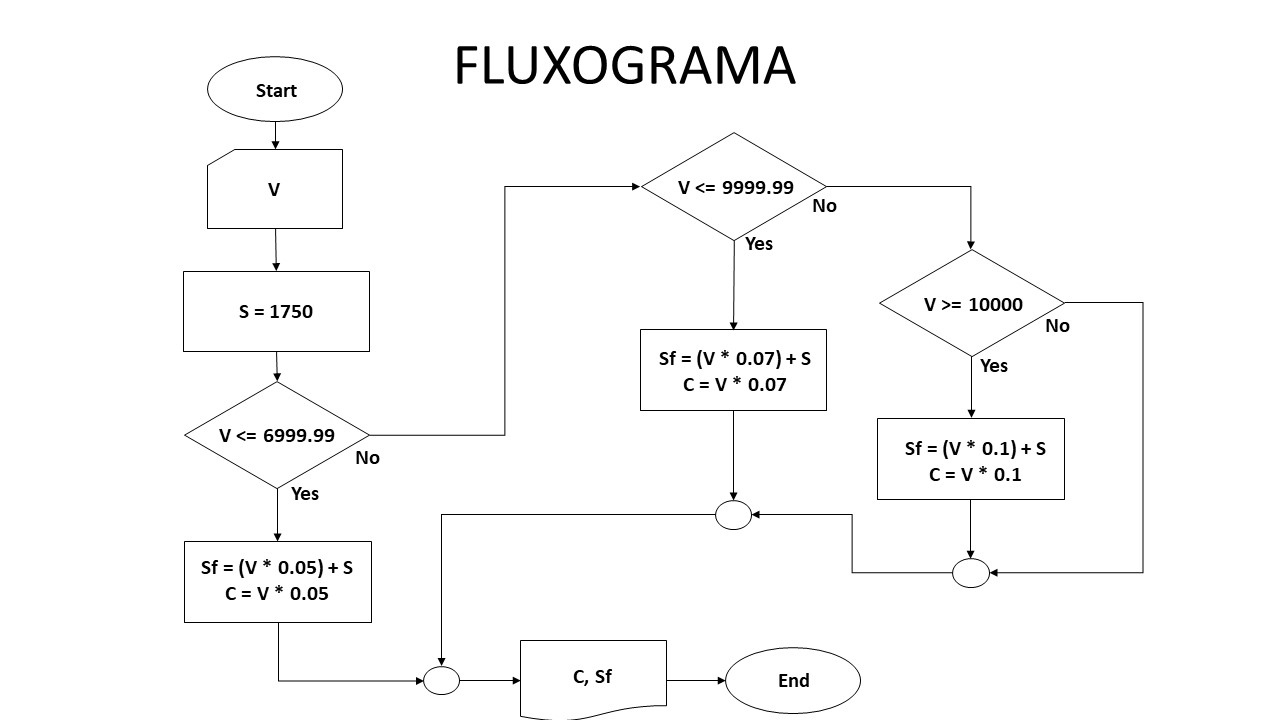 FLUXOGRAMA
Start
V
S = 1750
V <= 6999.99
No
Yes
Sf = (V * 0.05) + S
C = V * 0.05
V <= 9999.99
No
Yes
Sf = (V * 0.07) + S
C = V * 0.07
V >= 10000
No
Yes
Sf = (V * 0.1) + S
C = V * 0.1
C, Sf
End